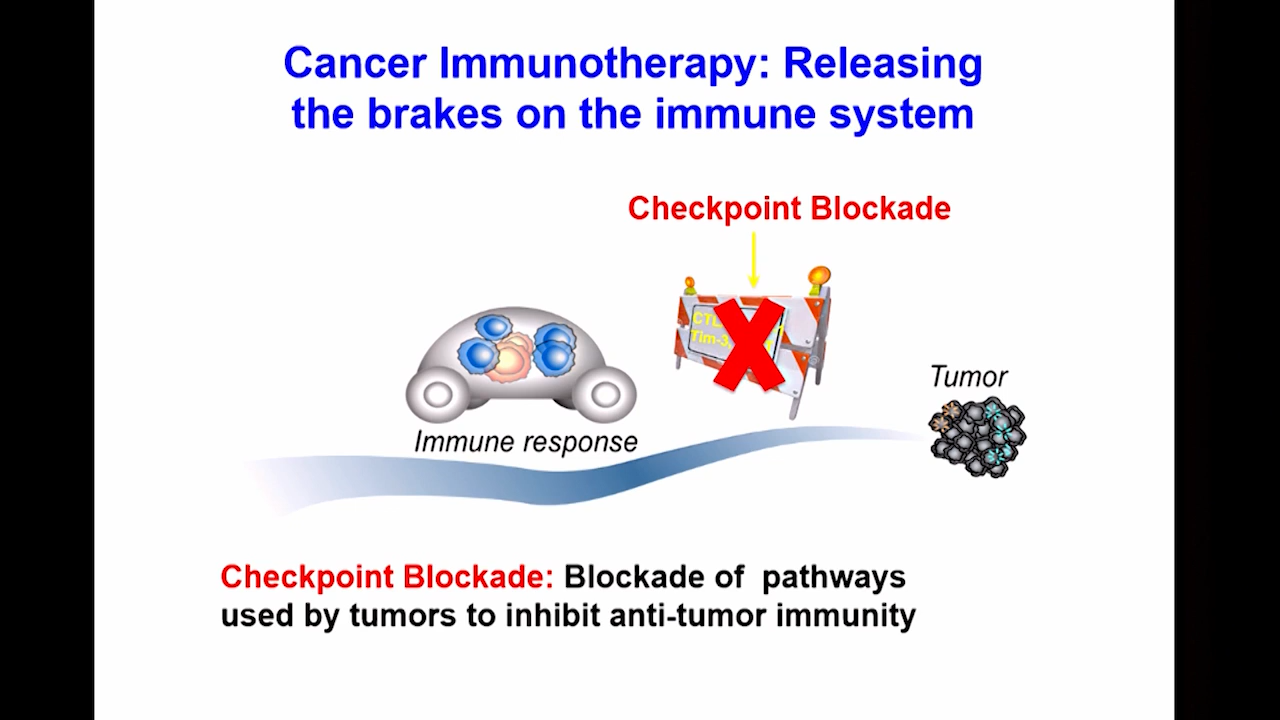 Cancer Immunotherapy: Releasing
the brakes on the immune system
Checkpoint Blockade
Tim-3
Tumor
Immune response
Checkpoint Blockade: Blockade of pathways
used by tumors to inhibit anti-tumor immunity